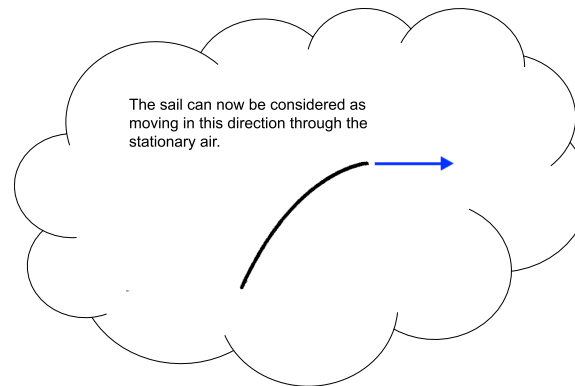 The sail can now be considered as
moving in this direction through the
stationary air.